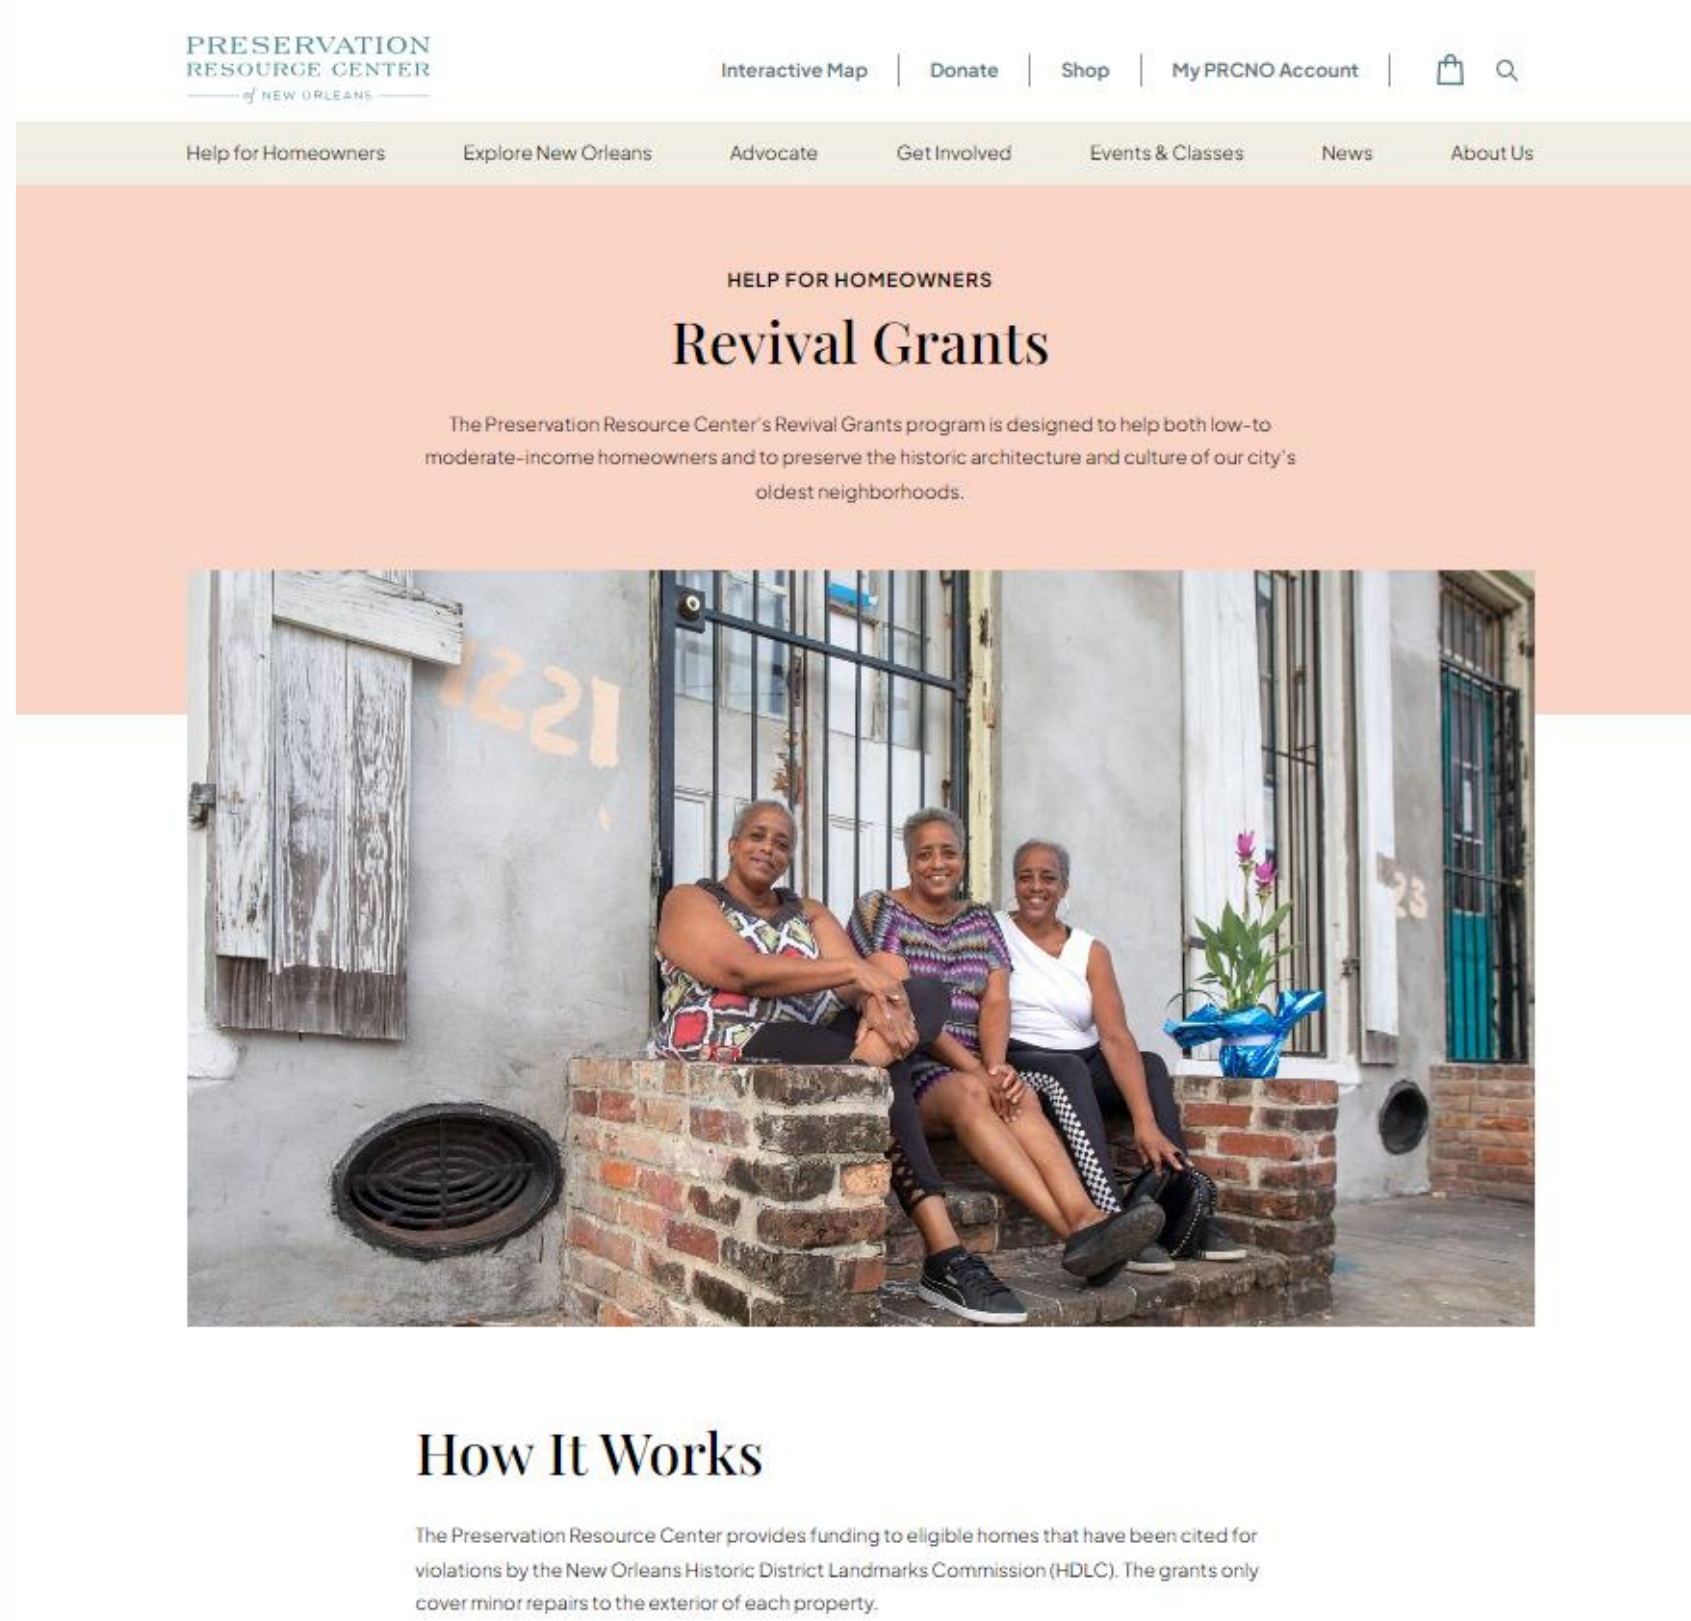 PRESERVATION
RESOURCE CENTER
of NEW ORLEANS
Interactive Map
Donate
Shop
My PRCNO Account
Help for Homeowners
Explore New Orleans
Advocate
Get Involved
Events & Classes
News
About Us
HELP FOR HOMEOWNERS
Revival Grants
The Preservation Resource Center's Revival Grants program is designed to help both low-to
moderate-income homeowners and to preserve the historic architecture and culture of our city's
oldest neighborhoods.
1221
23
How It Works
The Preservation Resource Center provides funding to eligible homes that have been cited for
violations by the New Orleans Historic District Landmarks Commission (HDLC). The grants only
cover minor repairs to the exterior of each property.